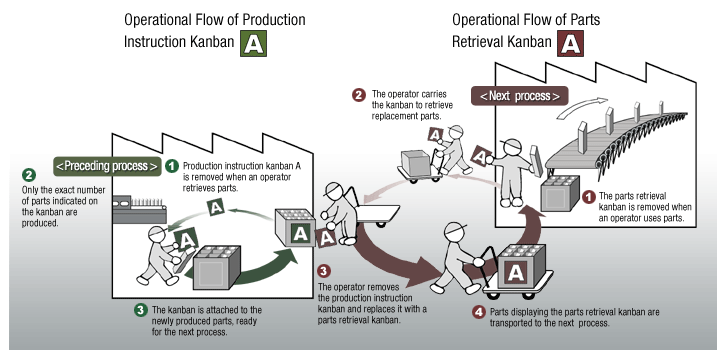 Operational Flow of Production
Instruction Kanban A
Operational Flow of Parts
Retrieval Kanban A
2 The operator carries
the kanban to retrieve
replacement parts.
<Next process>
A
A
<Preceding process>
1 Production instruction kanban A
is removed when an operator
retrieves parts.
2
Only the exact number
of parts indicated on
the kanban are
produced.
1 The parts retrieval
kanban is removed when
an operator uses parts.
A
A
A
A
A
3
The operator removes
the production instruction
kanban and replaces it with a
parts retrieval kanban.
3 The kanban is attached to the
newly produced parts, ready
for the next process.
4 Parts displaying the parts retrieval kanban are
transported to the next process.